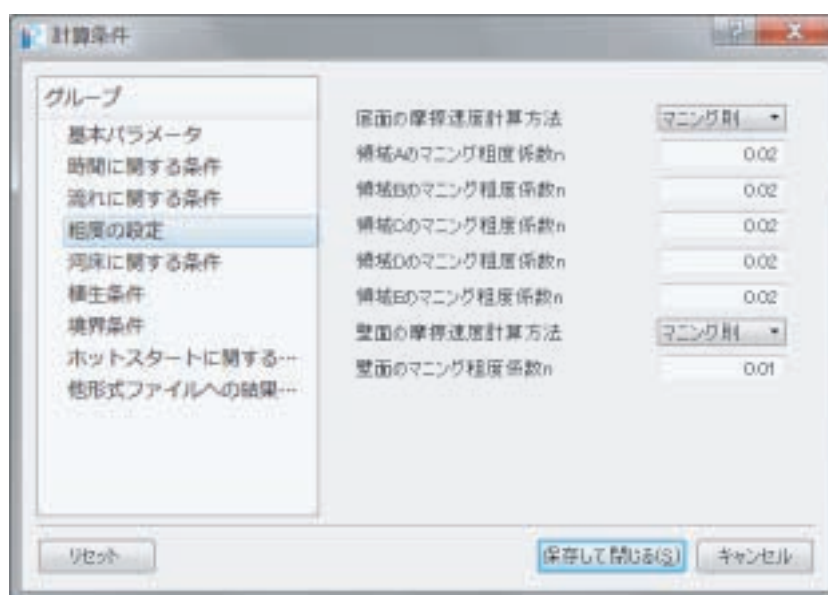 計算条件
グループ
基本パラメータ
時間に関する条件
流れに関する条件
粗度の設定
河床に関する条件
植生条件
境界条件
ホットスタートに関する…
他形式ファイルへの結果…
底面の摩擦速度計算方法 マニング則
領域Aのマニング粗度係数n 0.02
領域Bのマニング粗度係数n 0.02
領域Cのマニング粗度係数n 0.02
領域Dのマニング粗度係数n 0.02
領域Eのマニング粗度係数n 0.02
壁面の摩擦速度計算方法 マニング則
壁面のマニング粗度係数n 0.01
リセット
保存して閉じる(S)
キャンセル